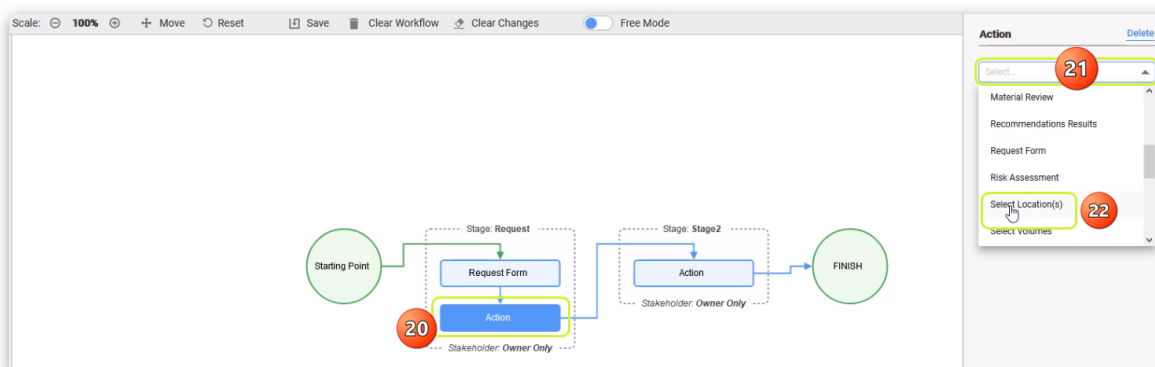 Scale: 100% Move Reset Save Clear Workflow Clear Changes Free Mode
Action Delete
Select...
21
Material Review
Recommendations Results
Request Form
Risk Assessment
Select Location(s)
22
Select Volumes
Stage: Request
Stage: Stage2
Starting Point
Request Form
Action
FINISH
Stakeholder: Owner Only
Action
20
Stakeholder: Owner Only